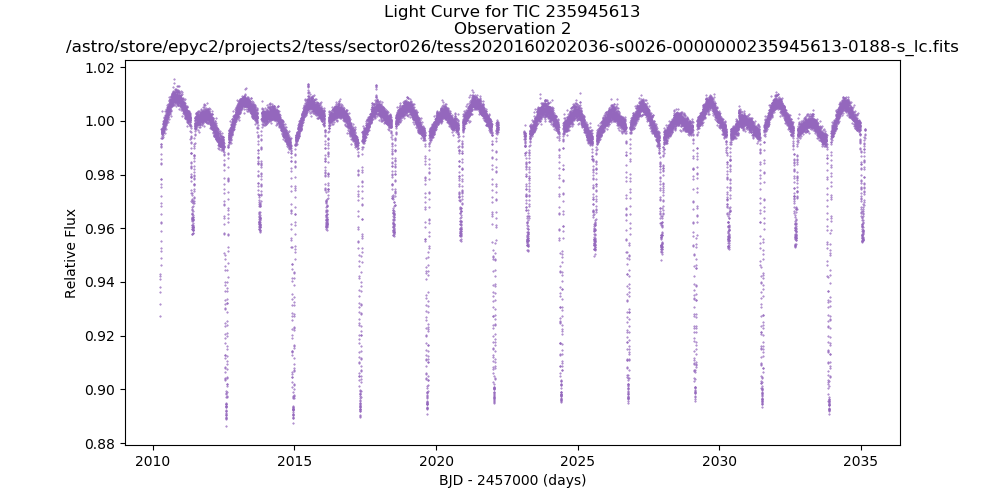 Light Curve for TIC 235945613
Observation 2
/astro/store/epyc2/projects2/tess/sector026/tess2020160202036-s0026-0000000235945613-0188-s_lc.fits
1.02
1.00
0.98
0.96
0.94
0.92
0.90
0.88
Relative Flux
2010 2015 2020 2025 2030 2035
BJD - 2457000 (days)